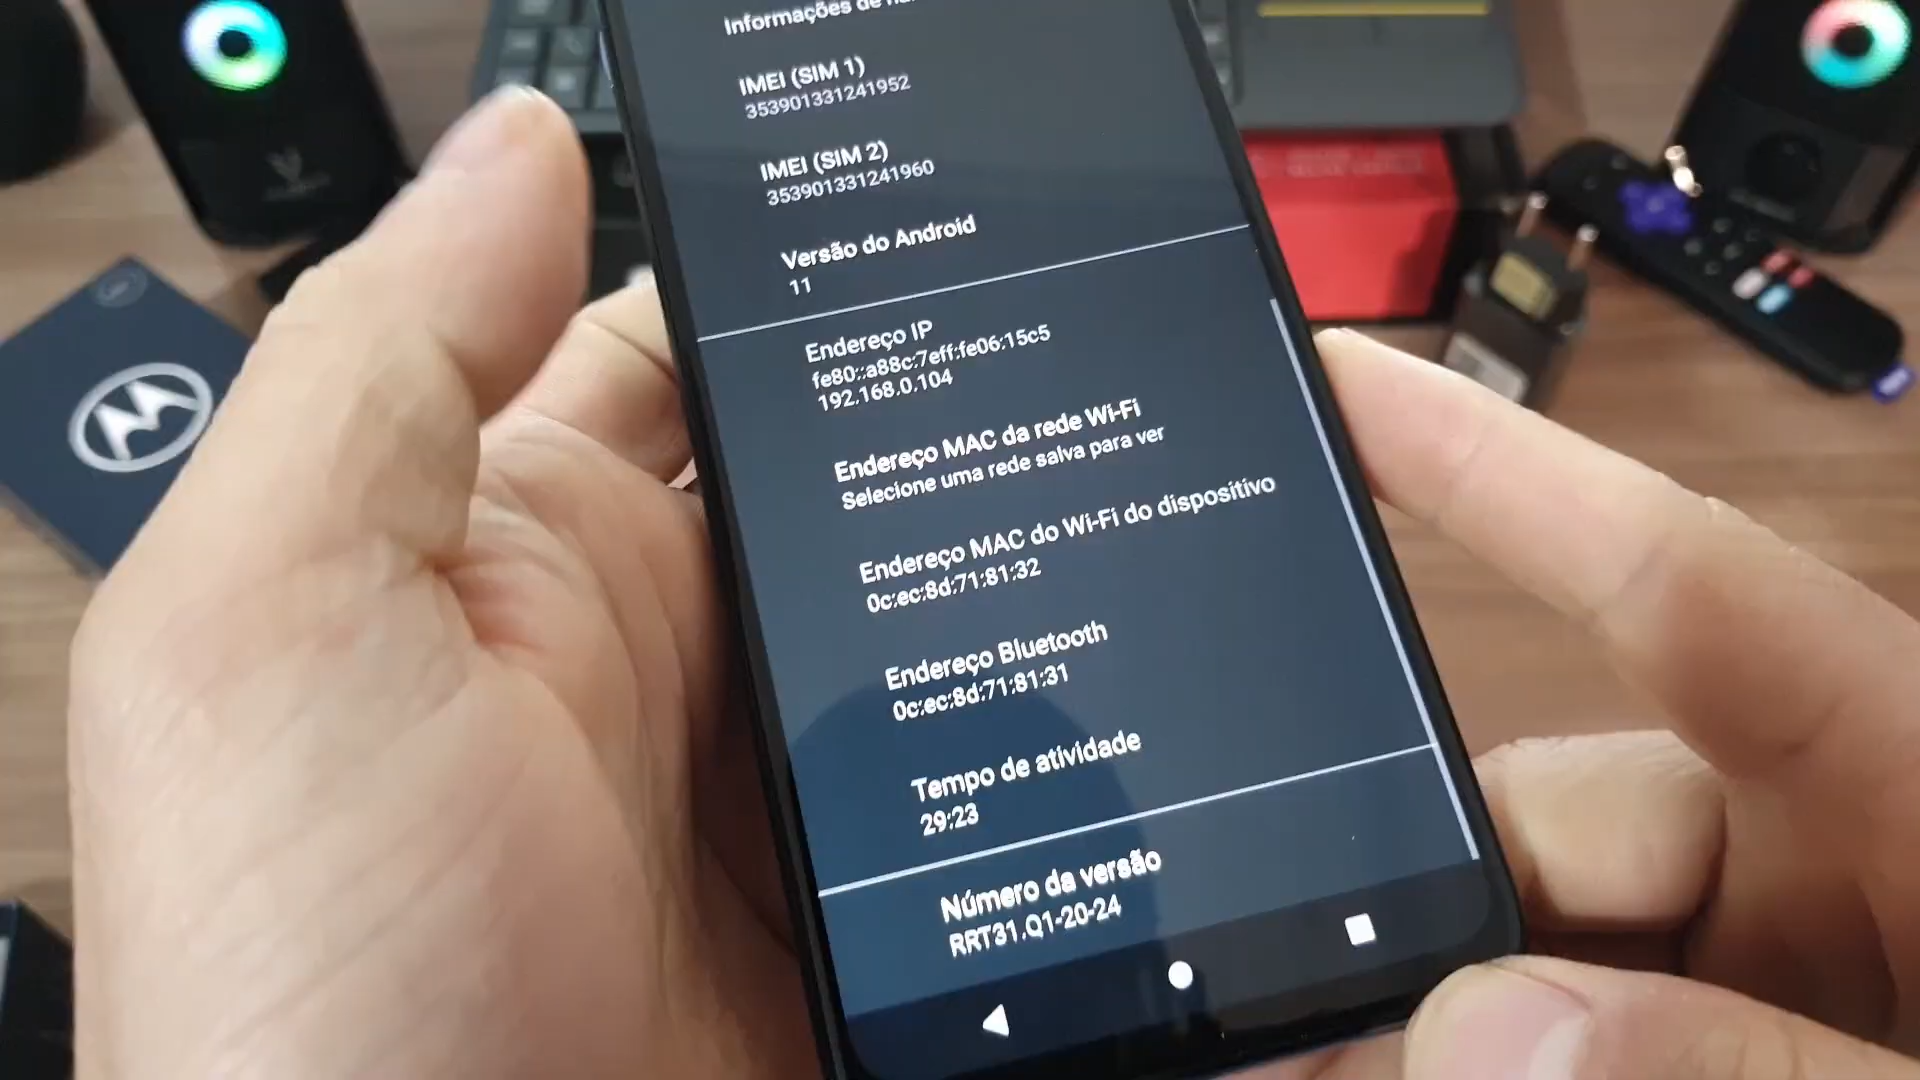 Informações de
IMEI (SIM 1)
353901331241952
IMEI (SIM 2)
353901331241960
Versão do Android
11
Endereço IP
fe80::a88c:7eff:fe06:15c5
192.168.0.104
Endereço MAC da rede Wi-Fi
Selecione uma rede salva para ver
Endereço MAC do Wi-Fi do dispositivo
0c:ec:8d:71:81:32
Endereço Bluetooth
0c:ec:8d:71:81:31
Tempo de atividade
29:23
Número da versão
RRT31.Q1-20-24